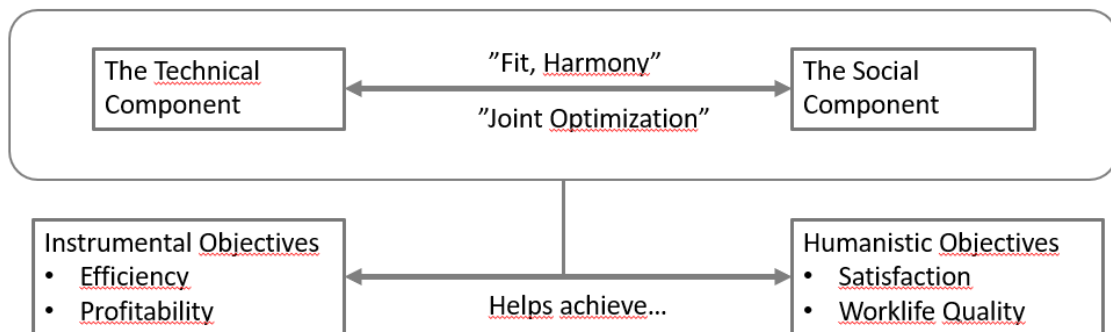 The Technical
Component
”Fit, Harmony”
”Joint Optimization”
The Social
Component
Instrumental Objectives
• Efficiency
• Profitability
Helps achieve...
Humanistic Objectives
• Satisfaction
• Worklife Quality